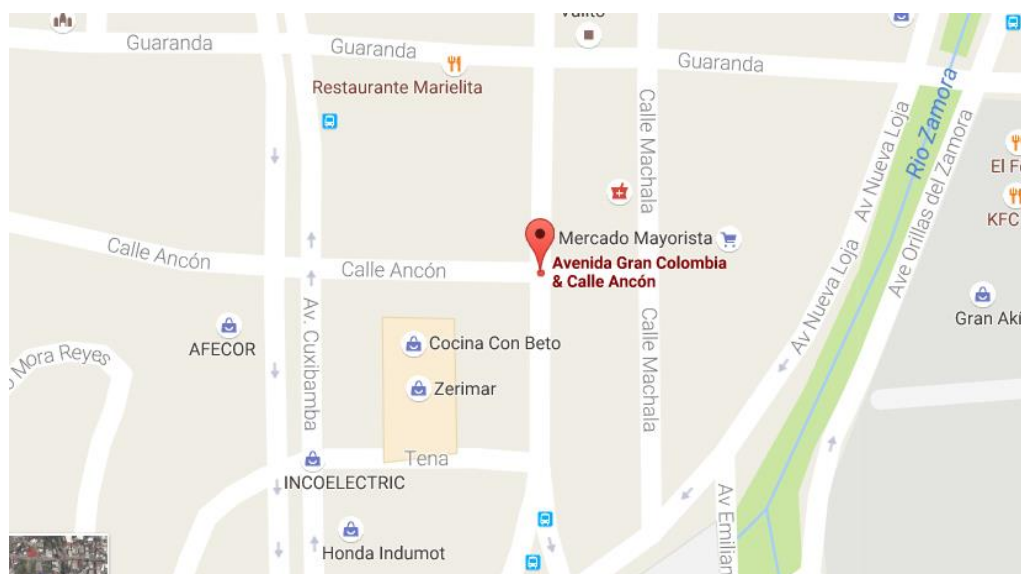 Guaranda
Guaranda
Guaranda
Restaurante Marielita
Calle Machala
Av Nueva Loja
Rio Zamora
Ave Orillas del Zamora
KFC
Mercado Mayorista
Avenida Gran Colombia
& Calle Ancón
Calle Ancón
Calle Ancón
Av. Cuxibamba
AFECOR
Cocina Con Beto
Zerimar
Calle Machala
Av Nueva Loja
Gran Aki
Mora Reyes
Tena
INCOELECTRIC
Honda Indumot
Av Emilian